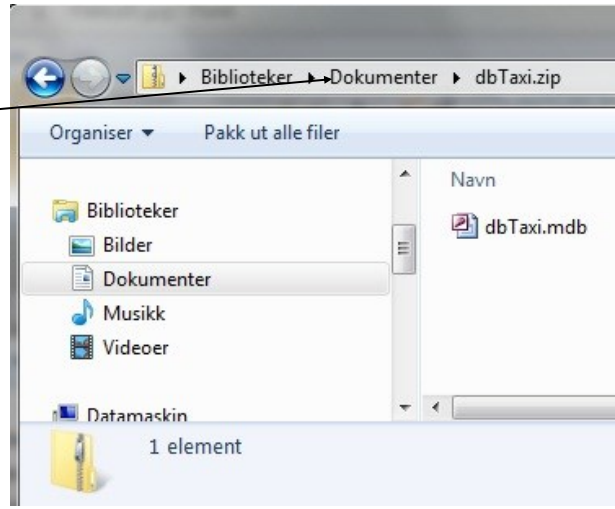 Biblioteker Dokumenter dbTaxi.zip
Organiser Pakk ut alle filer
Navn
Biblioteker
dbTaxi.mdb
Bilder
Dokumenter
Musikk
Videoer
Datamaskin
1 element